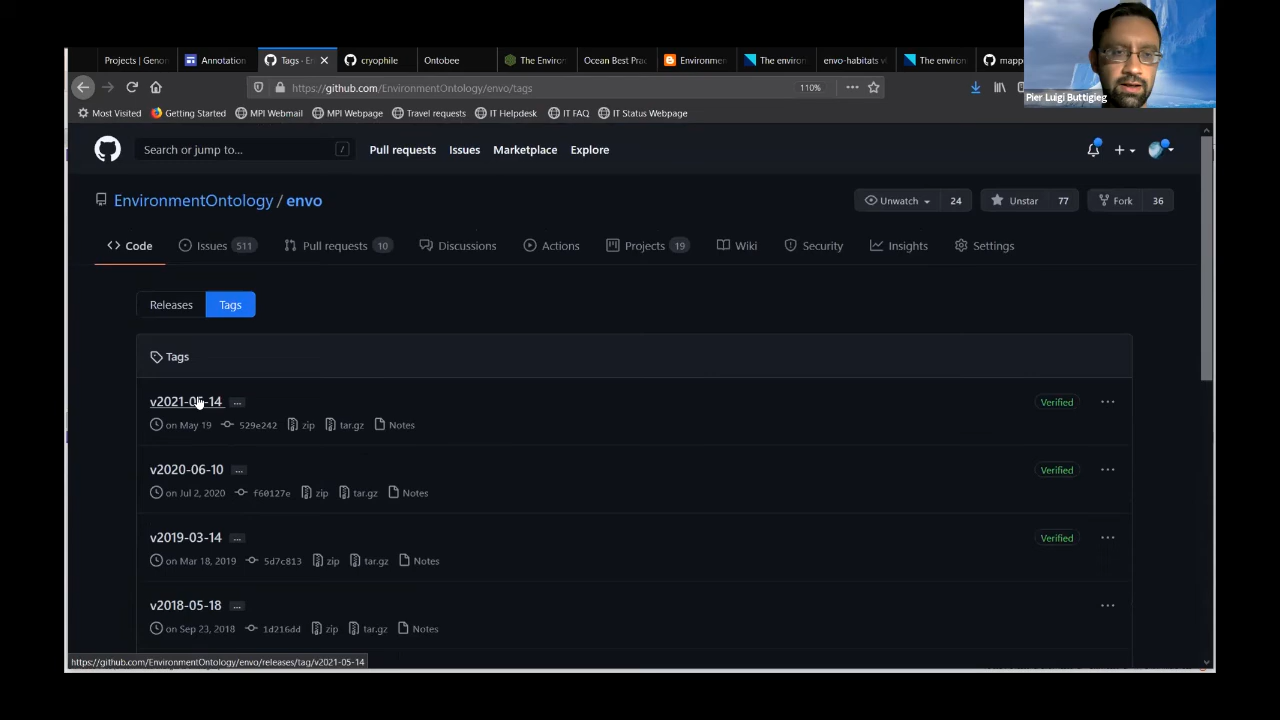 Projects | Genom
Annotation
Tags · En
cryophile
Ontobee
The Environ
Ocean Best Prac
Environmen
The environ
envo-habitats vi
The environ
mappe
https://github.com/EnvironmentOntology/envo/tags
110%
Most Visited
Getting Started
MPI Webmail
MPI Webpage
Travel requests
IT Helpdesk
IT FAQ
IT Status Webpage
Pier Luigi Buttigieg
Search or jump to...
/
Pull requests
Issues
Marketplace
Explore
EnvironmentOntology / envo
Unwatch
24
Unstar
77
Fork
36
Code
Issues 511
Pull requests 10
Discussions
Actions
Projects 19
Wiki
Security
Insights
Settings
Releases
Tags
Tags
v2021-05-14 ...
Verified
on May 19 529e242 zip tar.gz Notes
v2020-06-10 ...
Verified
on Jul 2, 2020 f60127e zip tar.gz Notes
v2019-03-14 ...
Verified
on Mar 18, 2019 5d7c813 zip tar.gz Notes
v2018-05-18 ...
on Sep 23, 2018 1d216dd zip tar.gz Notes
https://github.com/EnvironmentOntology/envo/releases/tag/v2021-05-14